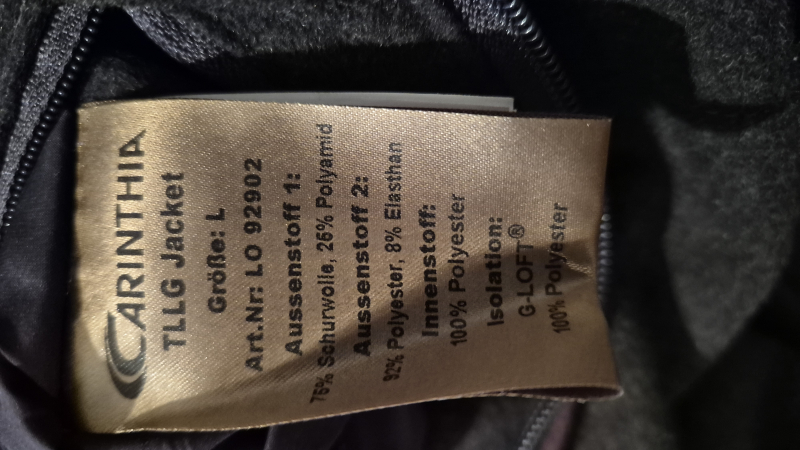 CARINTHIA
TLLG Jacket
Größe: L
Art.Nr: LO 92902
Aussenstoff 1:
75% Schurwolle, 25% Polyamid
Aussenstoff 2:
92% Polyester, 8% Elasthan
Innenstoff:
100% Polyester
Isolation:
G-LOFT®
100% Polyester